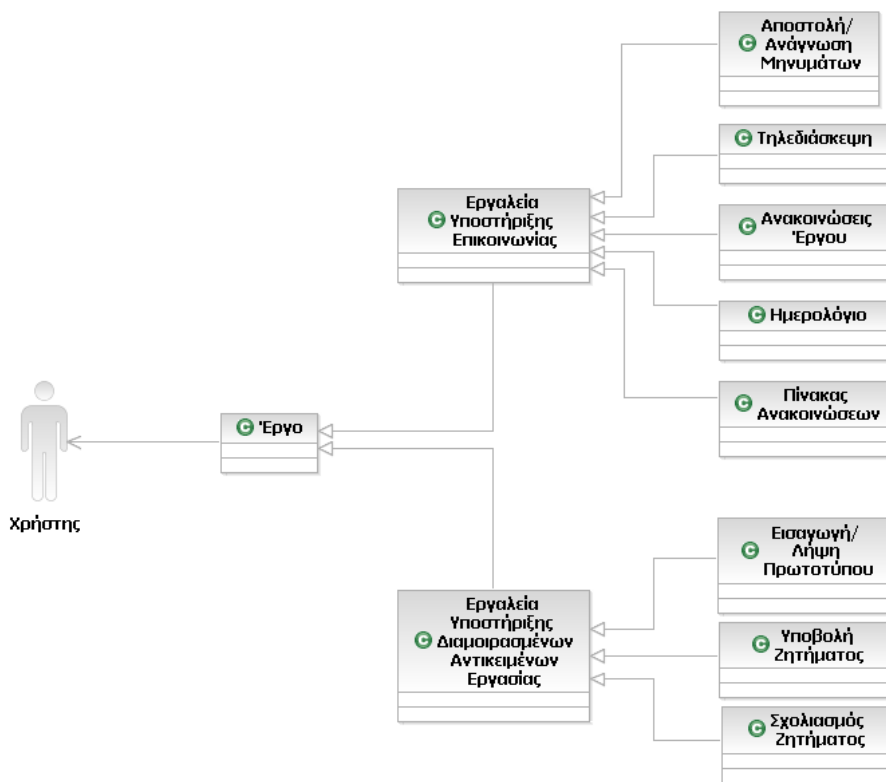 Αποστολή/
Ανάγνωση
Μηνυμάτων
Τηλεδιάσκεψη
Εργαλεία
Υποστήριξης
Επικοινωνίας
Ανακοινώσεις
Έργου
Ημερολόγιο
Πίνακας
Ανακοινώσεων
Έργο
Χρήστης
Εισαγωγή/
Λήψη
Πρωτοτύπου
Εργαλεία
Υποστήριξης
Διαμοιρασμένων
Αντικειμένων
Εργασίας
Υποβολή
Ζητήματος
Σχολιασμός
Ζητήματος